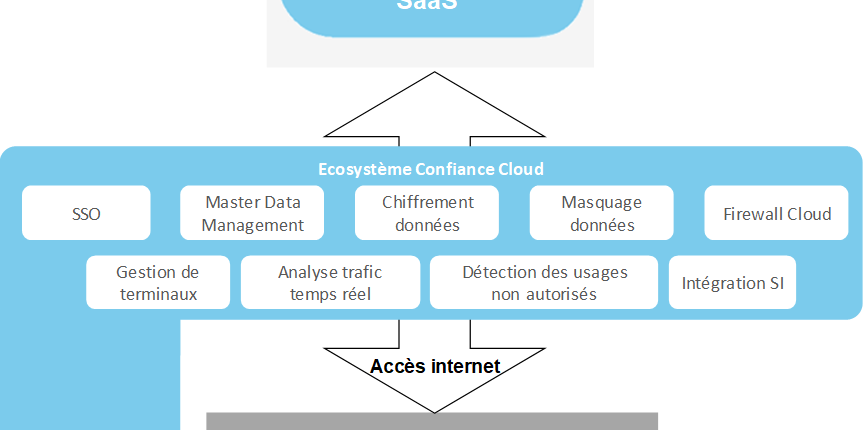 SaaS
Ecosystème Confiance Cloud
SSO
Master Data
Management
Chiffrement
données
Masquage
données
Firewall Cloud
Gestion de
terminaux
Analyse trafic
temps réel
Détection des usages
non autorisés
Intégration SI
Accès internet